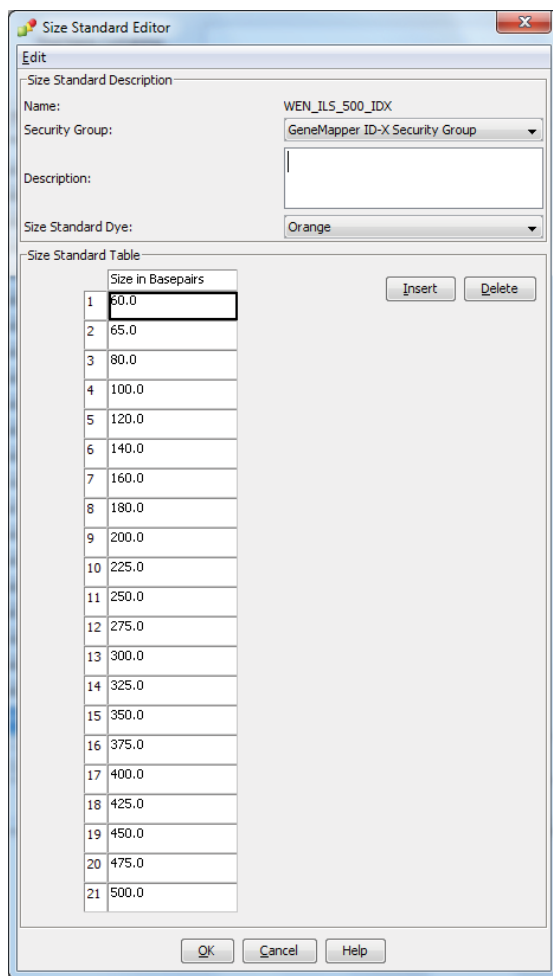 Size Standard Editor
Edit
Size Standard Description
Name: WEN_ILS_500_IDX
Security Group: GeneMapper ID-X Security Group
Description:
Size Standard Dye: Orange
Size Standard Table
Size in Basepairs
Insert Delete
1 60.0
2 65.0
3 80.0
4 100.0
5 120.0
6 140.0
7 160.0
8 180.0
9 200.0
10 225.0
11 250.0
12 275.0
13 300.0
14 325.0
15 350.0
16 375.0
17 400.0
18 425.0
19 450.0
20 475.0
21 500.0
OK Cancel Help